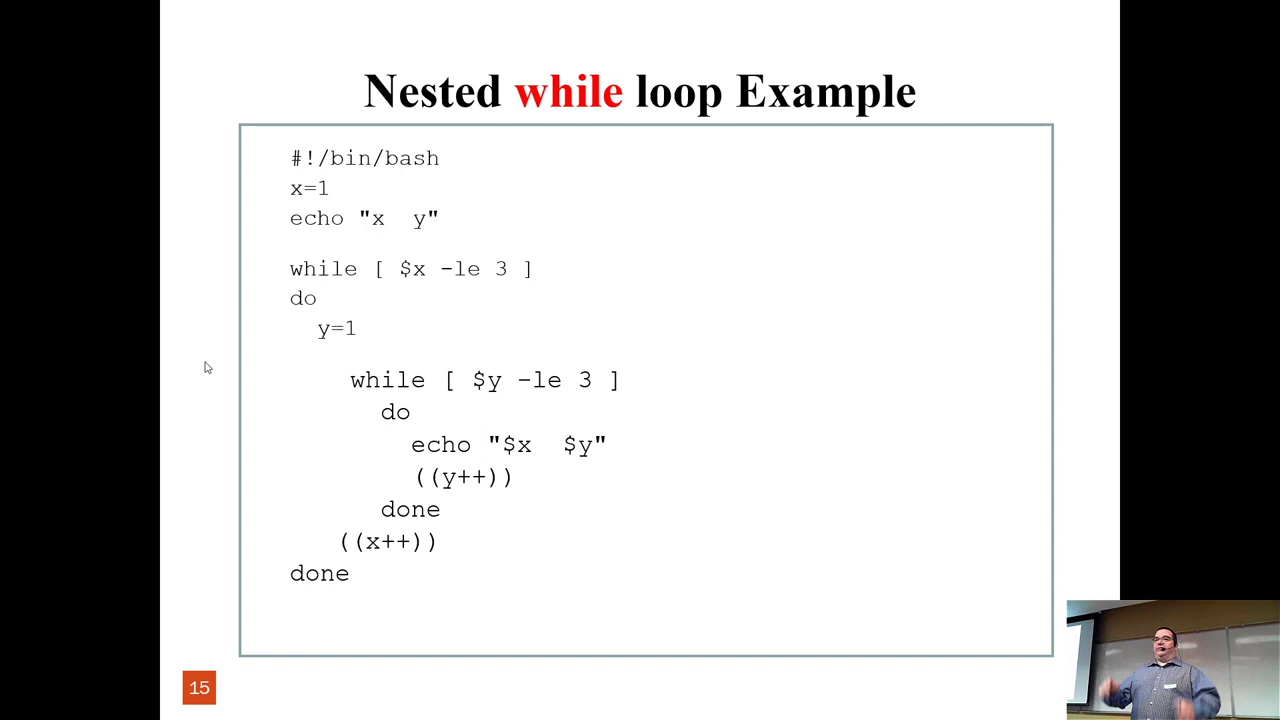 Nested while loop Example
#!/bin/bash
x=1
echo "x  y"
while [ $x -le 3 ]
do
y=1
while [ $y -le 3 ]
do
echo "$x  $y"
((y++))
done
((x++))
done
15